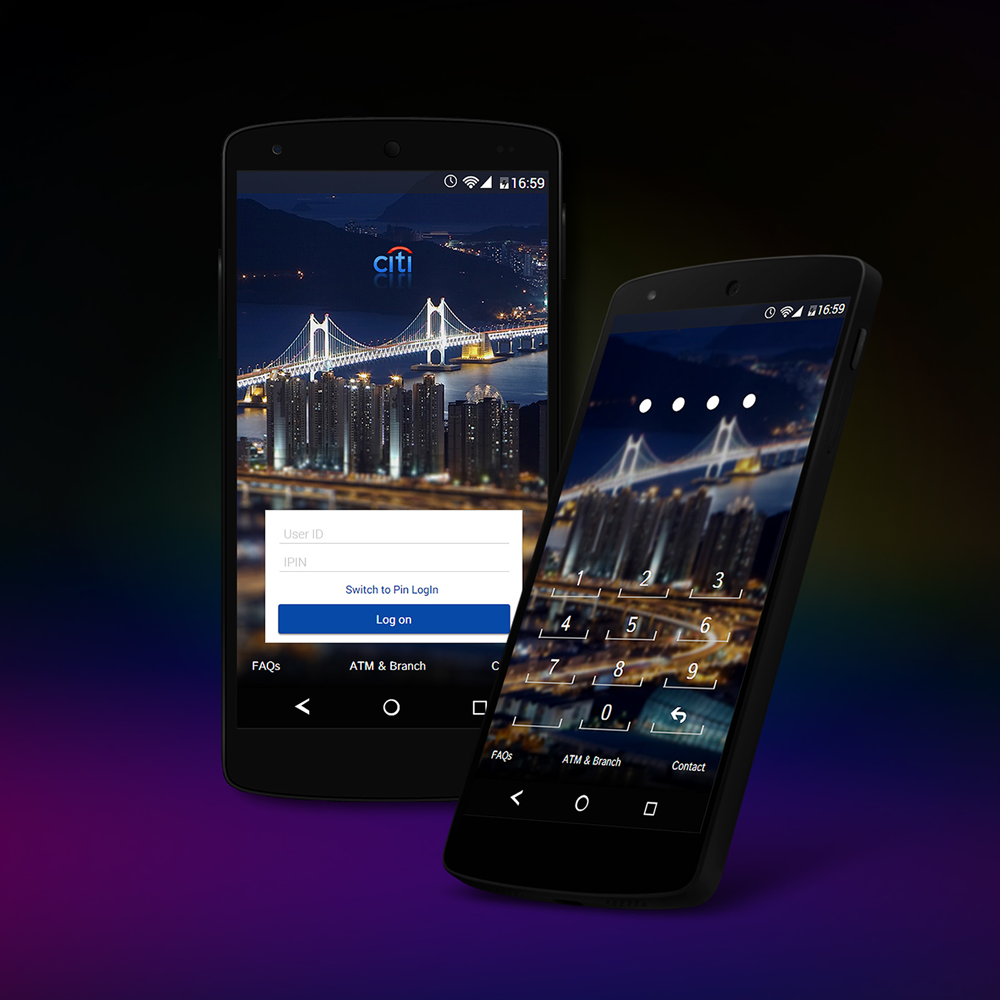 16:59
citi
User ID
IPIN
Switch to Pin LogIn
Log on
FAQs ATM & Branch C
16:59
1 2 3
4 5 6
7 8 9
0
FAQs ATM & Branch Contact